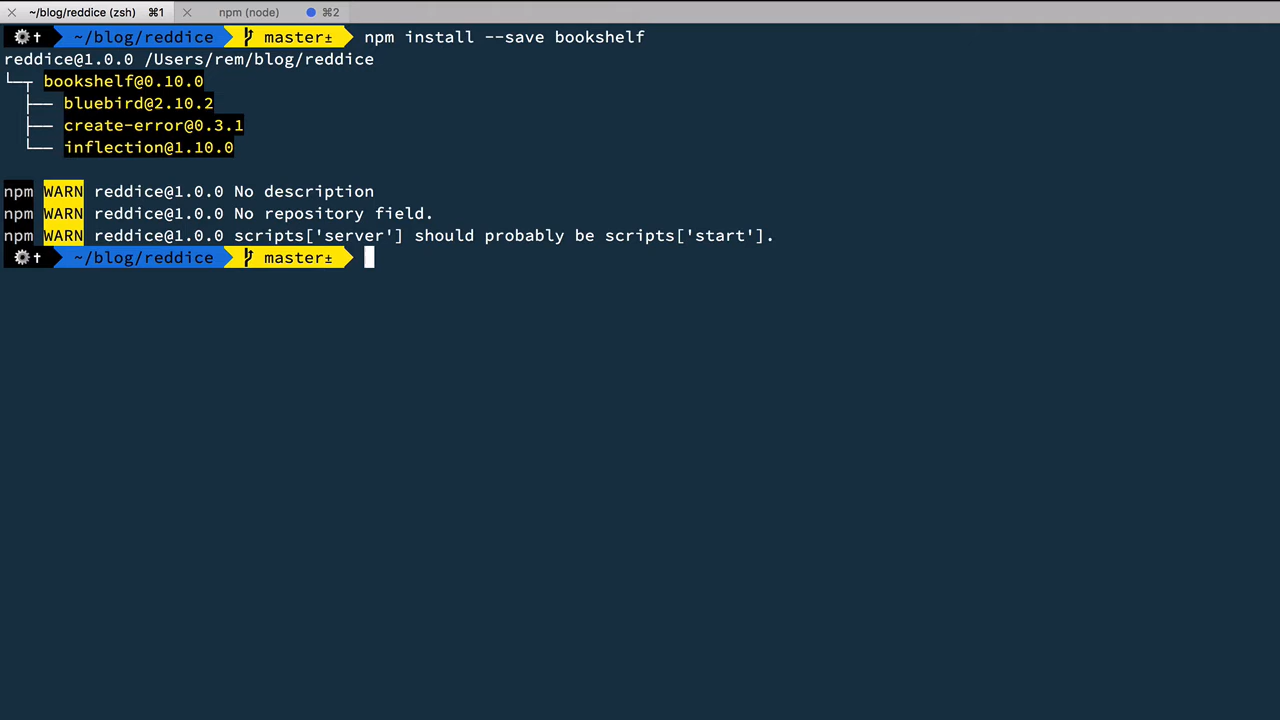 ~/blog/reddice (zsh) ⌘1 npm (node) ⌘2
~/blog/reddice master± npm install --save bookshelf
reddice@1.0.0 /Users/rem/blog/reddice
└─┬ bookshelf@0.10.0
├── bluebird@2.10.2
├── create-error@0.3.1
└── inflection@1.10.0
npm WARN reddice@1.0.0 No description
npm WARN reddice@1.0.0 No repository field.
npm WARN reddice@1.0.0 scripts['server'] should probably be scripts['start'].
~/blog/reddice master±